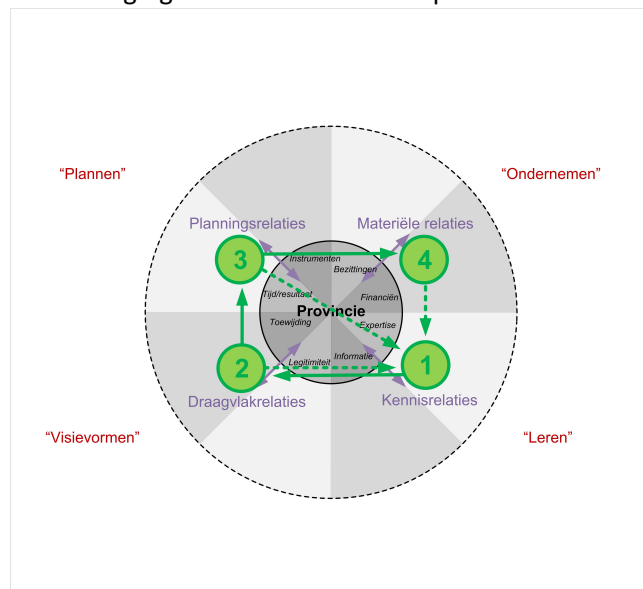 “Plannen”
“Ondernemen”
Planningsrelaties
Materiële relaties
3
4
Instrumenten
Bezittingen
Tijd/resultaat
Financiën
Provincie
Toewijding
Expertise
Legitimiteit
Informatie
2
1
Draagvlakrelaties
Kennisrelaties
“Visievormen”
“Leren”